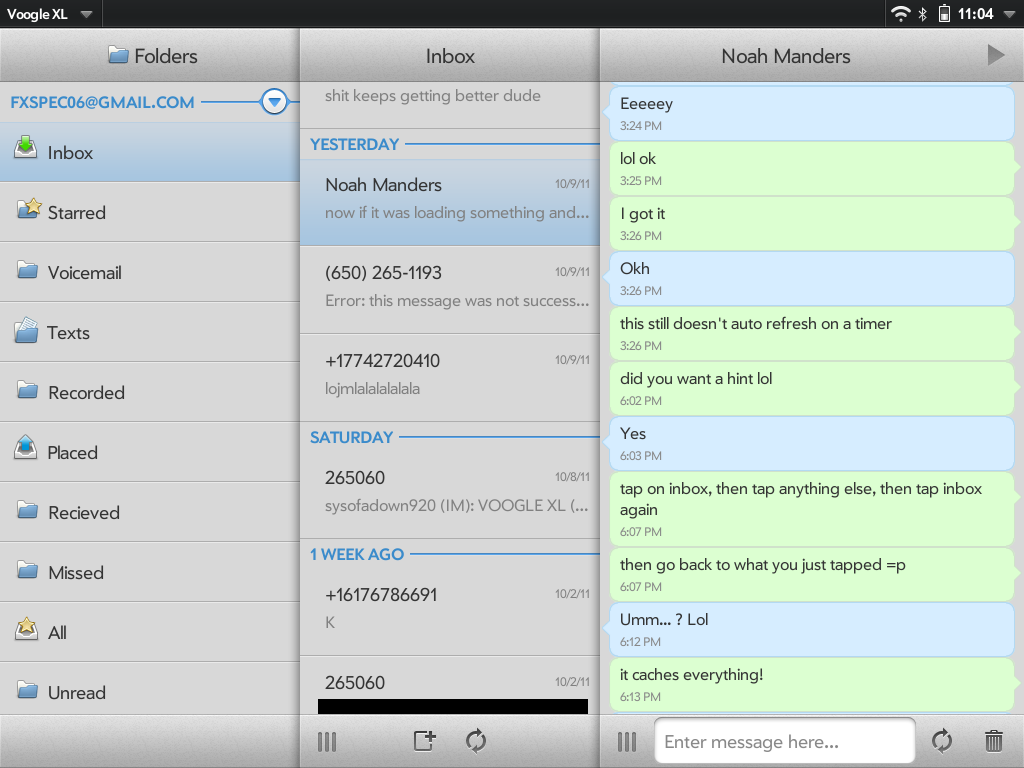 Voogle XL
11:04
Folders
FXSPEC06@GMAIL.COM
Inbox
Starred
Voicemail
Texts
Recorded
Placed
Recieved
Missed
All
Unread
Inbox
shit keeps getting better dude
YESTERDAY
Noah Manders 10/9/11
now if it was loading something and...
(650) 265-1193 10/9/11
Error: this message was not success...
+17742720410 10/9/11
lojmlalalalalala
SATURDAY
265060 10/8/11
sysofadown920 (IM): VOOGLE XL (...
1 WEEK AGO
+16176786691 10/2/11
K
265060 10/2/11
Noah Manders
Eeeeey
3:24 PM
lol ok
3:25 PM
I got it
3:26 PM
Okh
3:26 PM
this still doesn't auto refresh on a timer
3:26 PM
did you want a hint lol
6:02 PM
Yes
6:03 PM
tap on inbox, then tap anything else, then tap inbox
again
6:07 PM
then go back to what you just tapped =p
6:07 PM
Umm... ? Lol
6:12 PM
it caches everything!
6:13 PM
Enter message here...